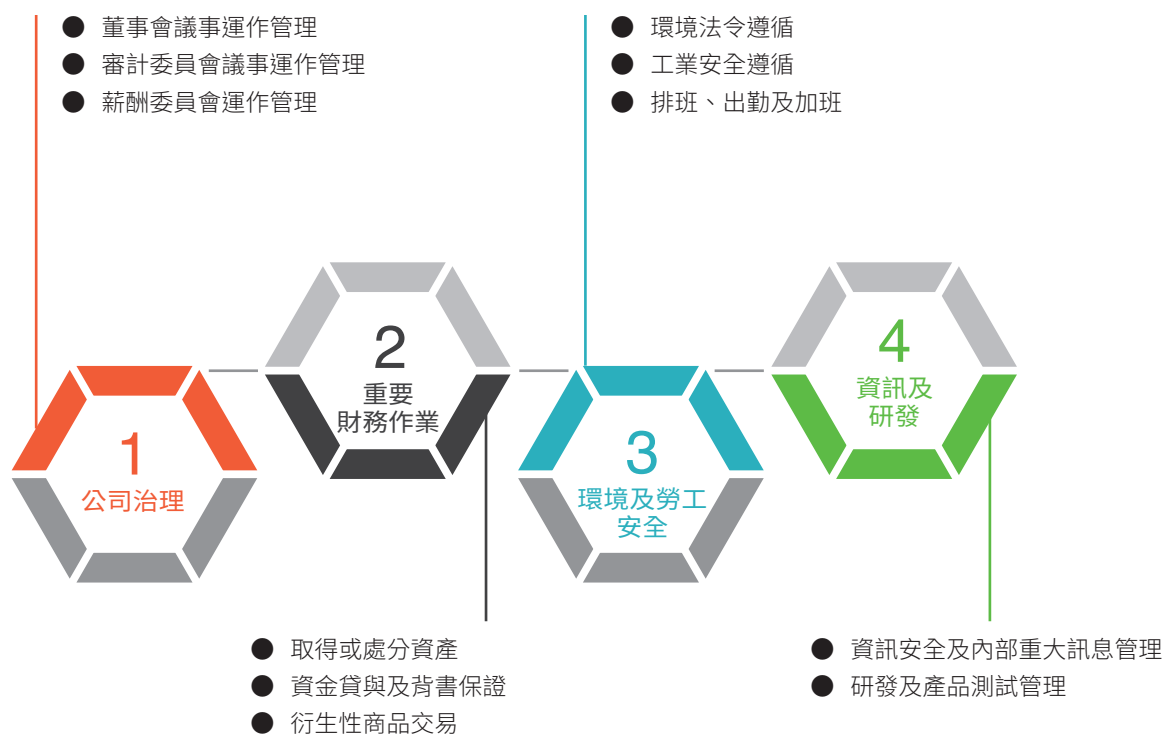 董事會議事運作管理
審計委員會議事運作管理
薪酬委員會運作管理
1
公司治理
2
重要
財務作業
取得或處分資產
資金貸與及背書保證
衍生性商品交易
環境法令遵循
工業安全遵循
排班、出勤及加班
3
環境及勞工
安全
4
資訊及
研發
資訊安全及內部重大訊息管理
研發及產品測試管理